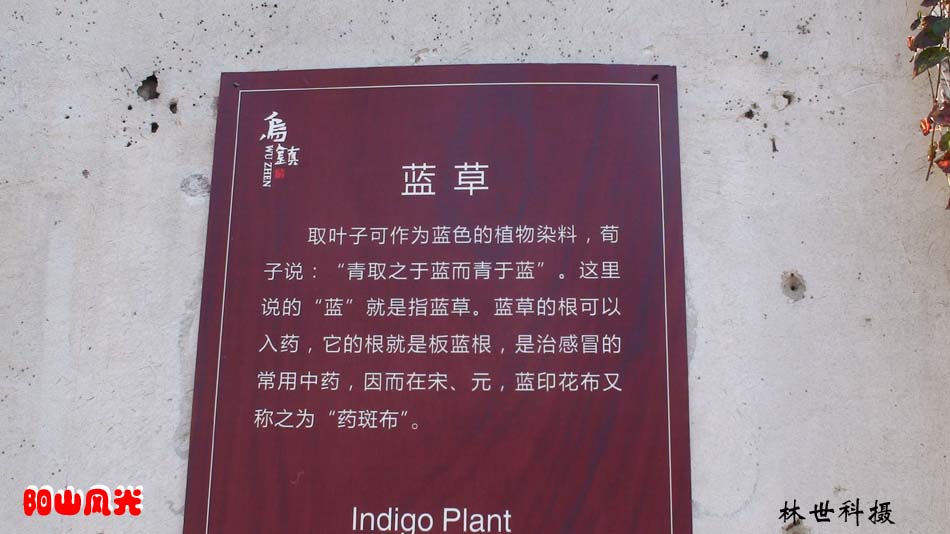 乌镇
WU ZHEN
蓝草
取叶子可作为蓝色的植物染料，荀
子说：“青取之于蓝而青于蓝”。这里
说的“蓝”就是指蓝草。蓝草的根可以
入药，它的根就是板蓝根，是治感冒的
常用中药，因而在宋、元，蓝印花布又
称之为“药斑布”。
Indigo Plant
阳山风光
林世科摄